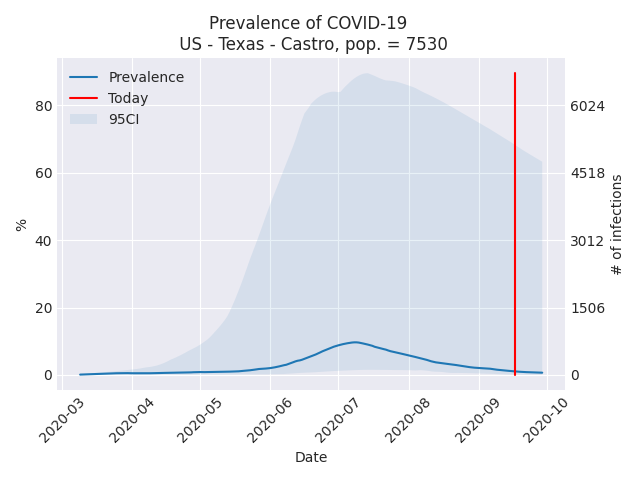 Prevalence of COVID-19
US - Texas - Castro, pop. = 7530
Prevalence
Today
95CI
80
60
40
20
0
%
6024
4518
3012
1506
0
# of infections
2020-03
2020-04
2020-05
2020-06
2020-07
2020-08
2020-09
2020-10
Date